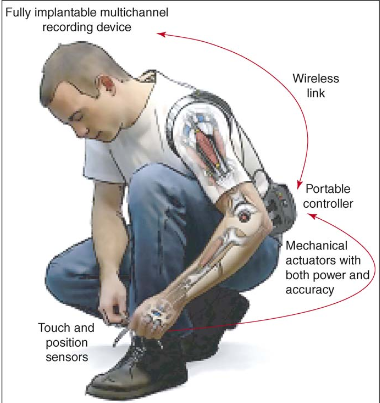 Fully implantable multichannel
recording device
Wireless
link
Portable
controller
Mechanical
actuators with
both power and
accuracy
Touch and
position
sensors